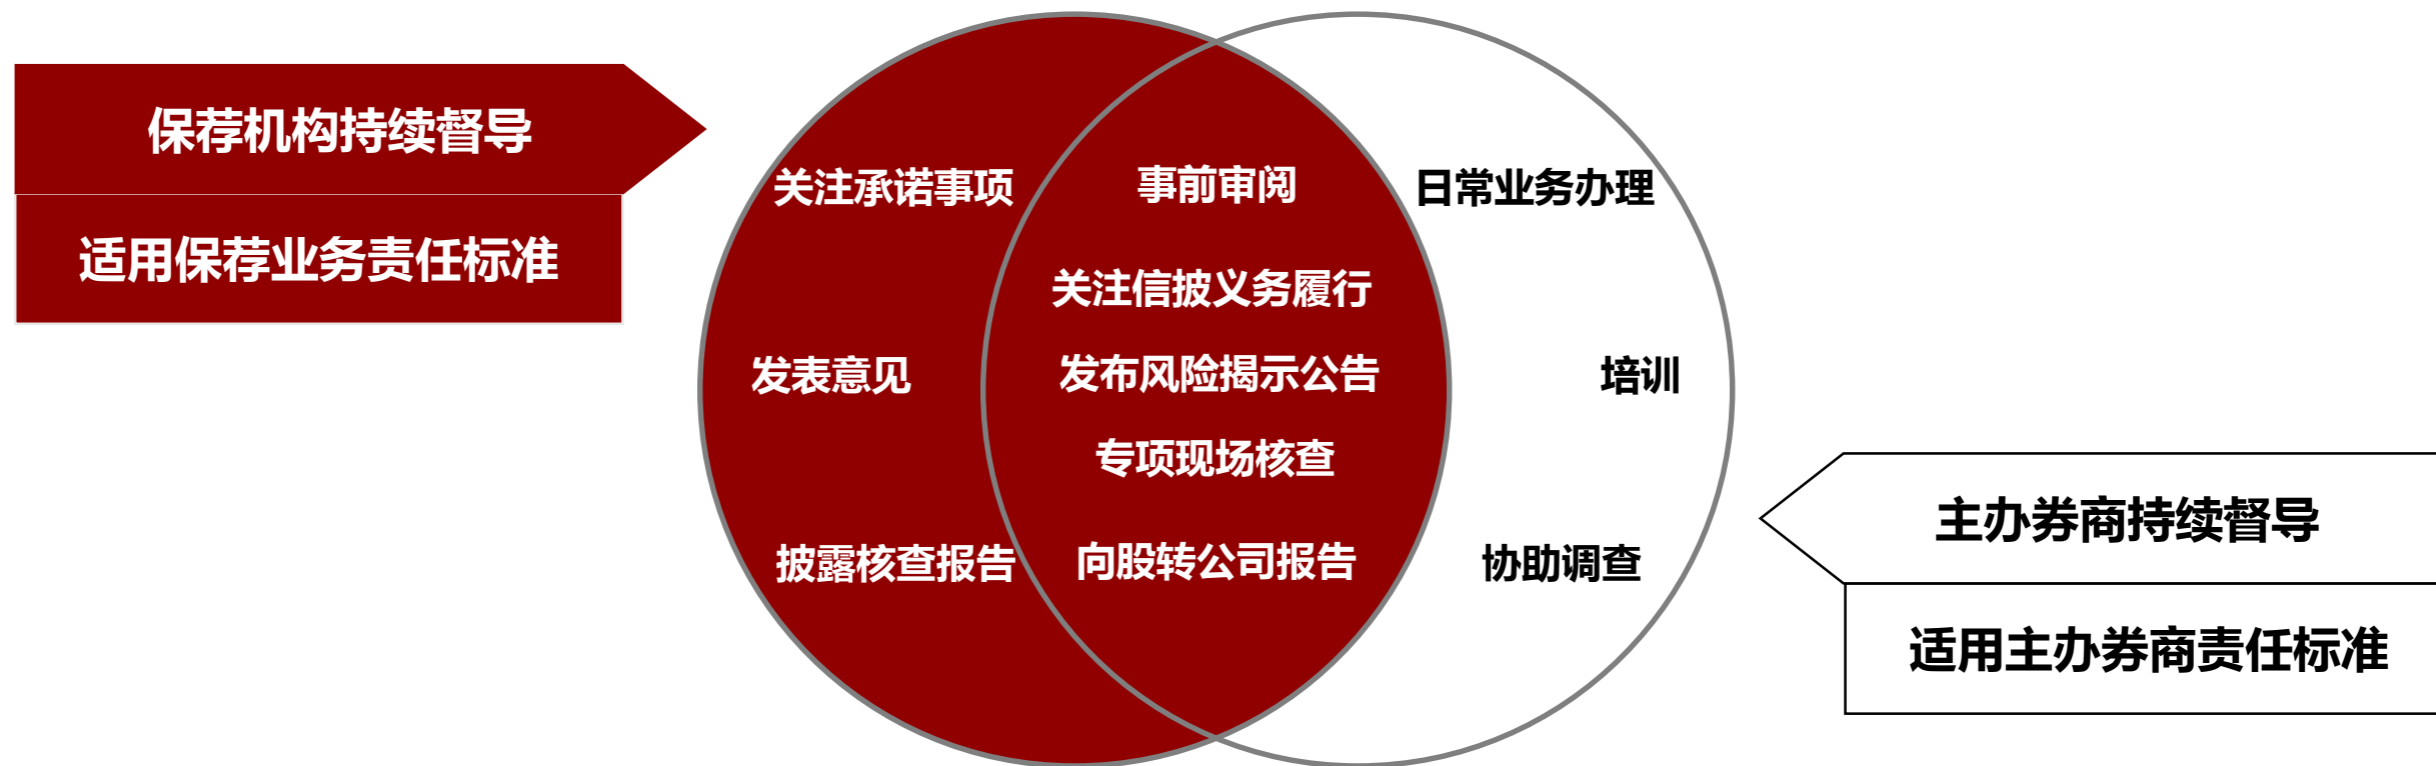 保荐机构持续督导
适用保荐业务责任标准
关注承诺事项
发表意见
披露核查报告
事前审阅
关注信披义务履行
发布风险揭示公告
专项现场核查
向股转公司报告
日常业务办理
培训
协助调查
主办券商持续督导
适用主办券商责任标准